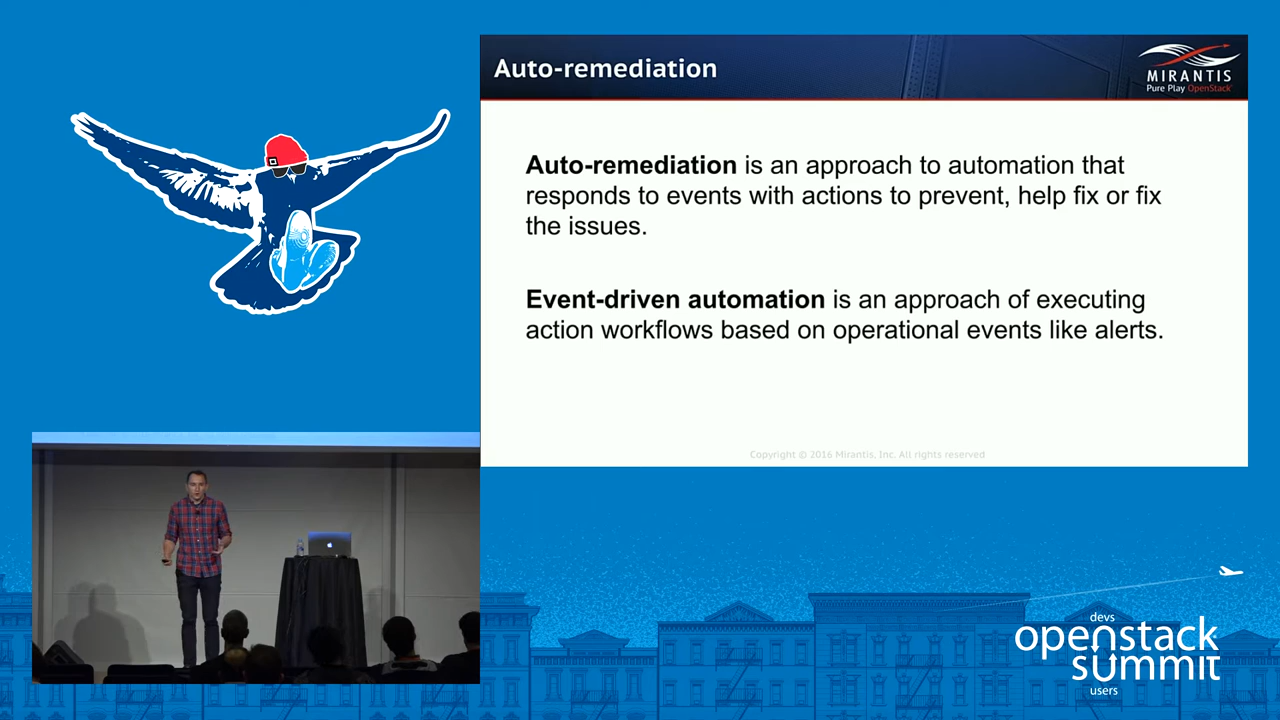 Auto-remediation
MIRANTIS
Pure Play OpenStack
Auto-remediation is an approach to automation that
responds to events with actions to prevent, help fix or fix
the issues.
Event-driven automation is an approach of executing
action workflows based on operational events like alerts.
Copyright © 2016 Mirantis, Inc. All rights reserved
devs
openstack
summit
users